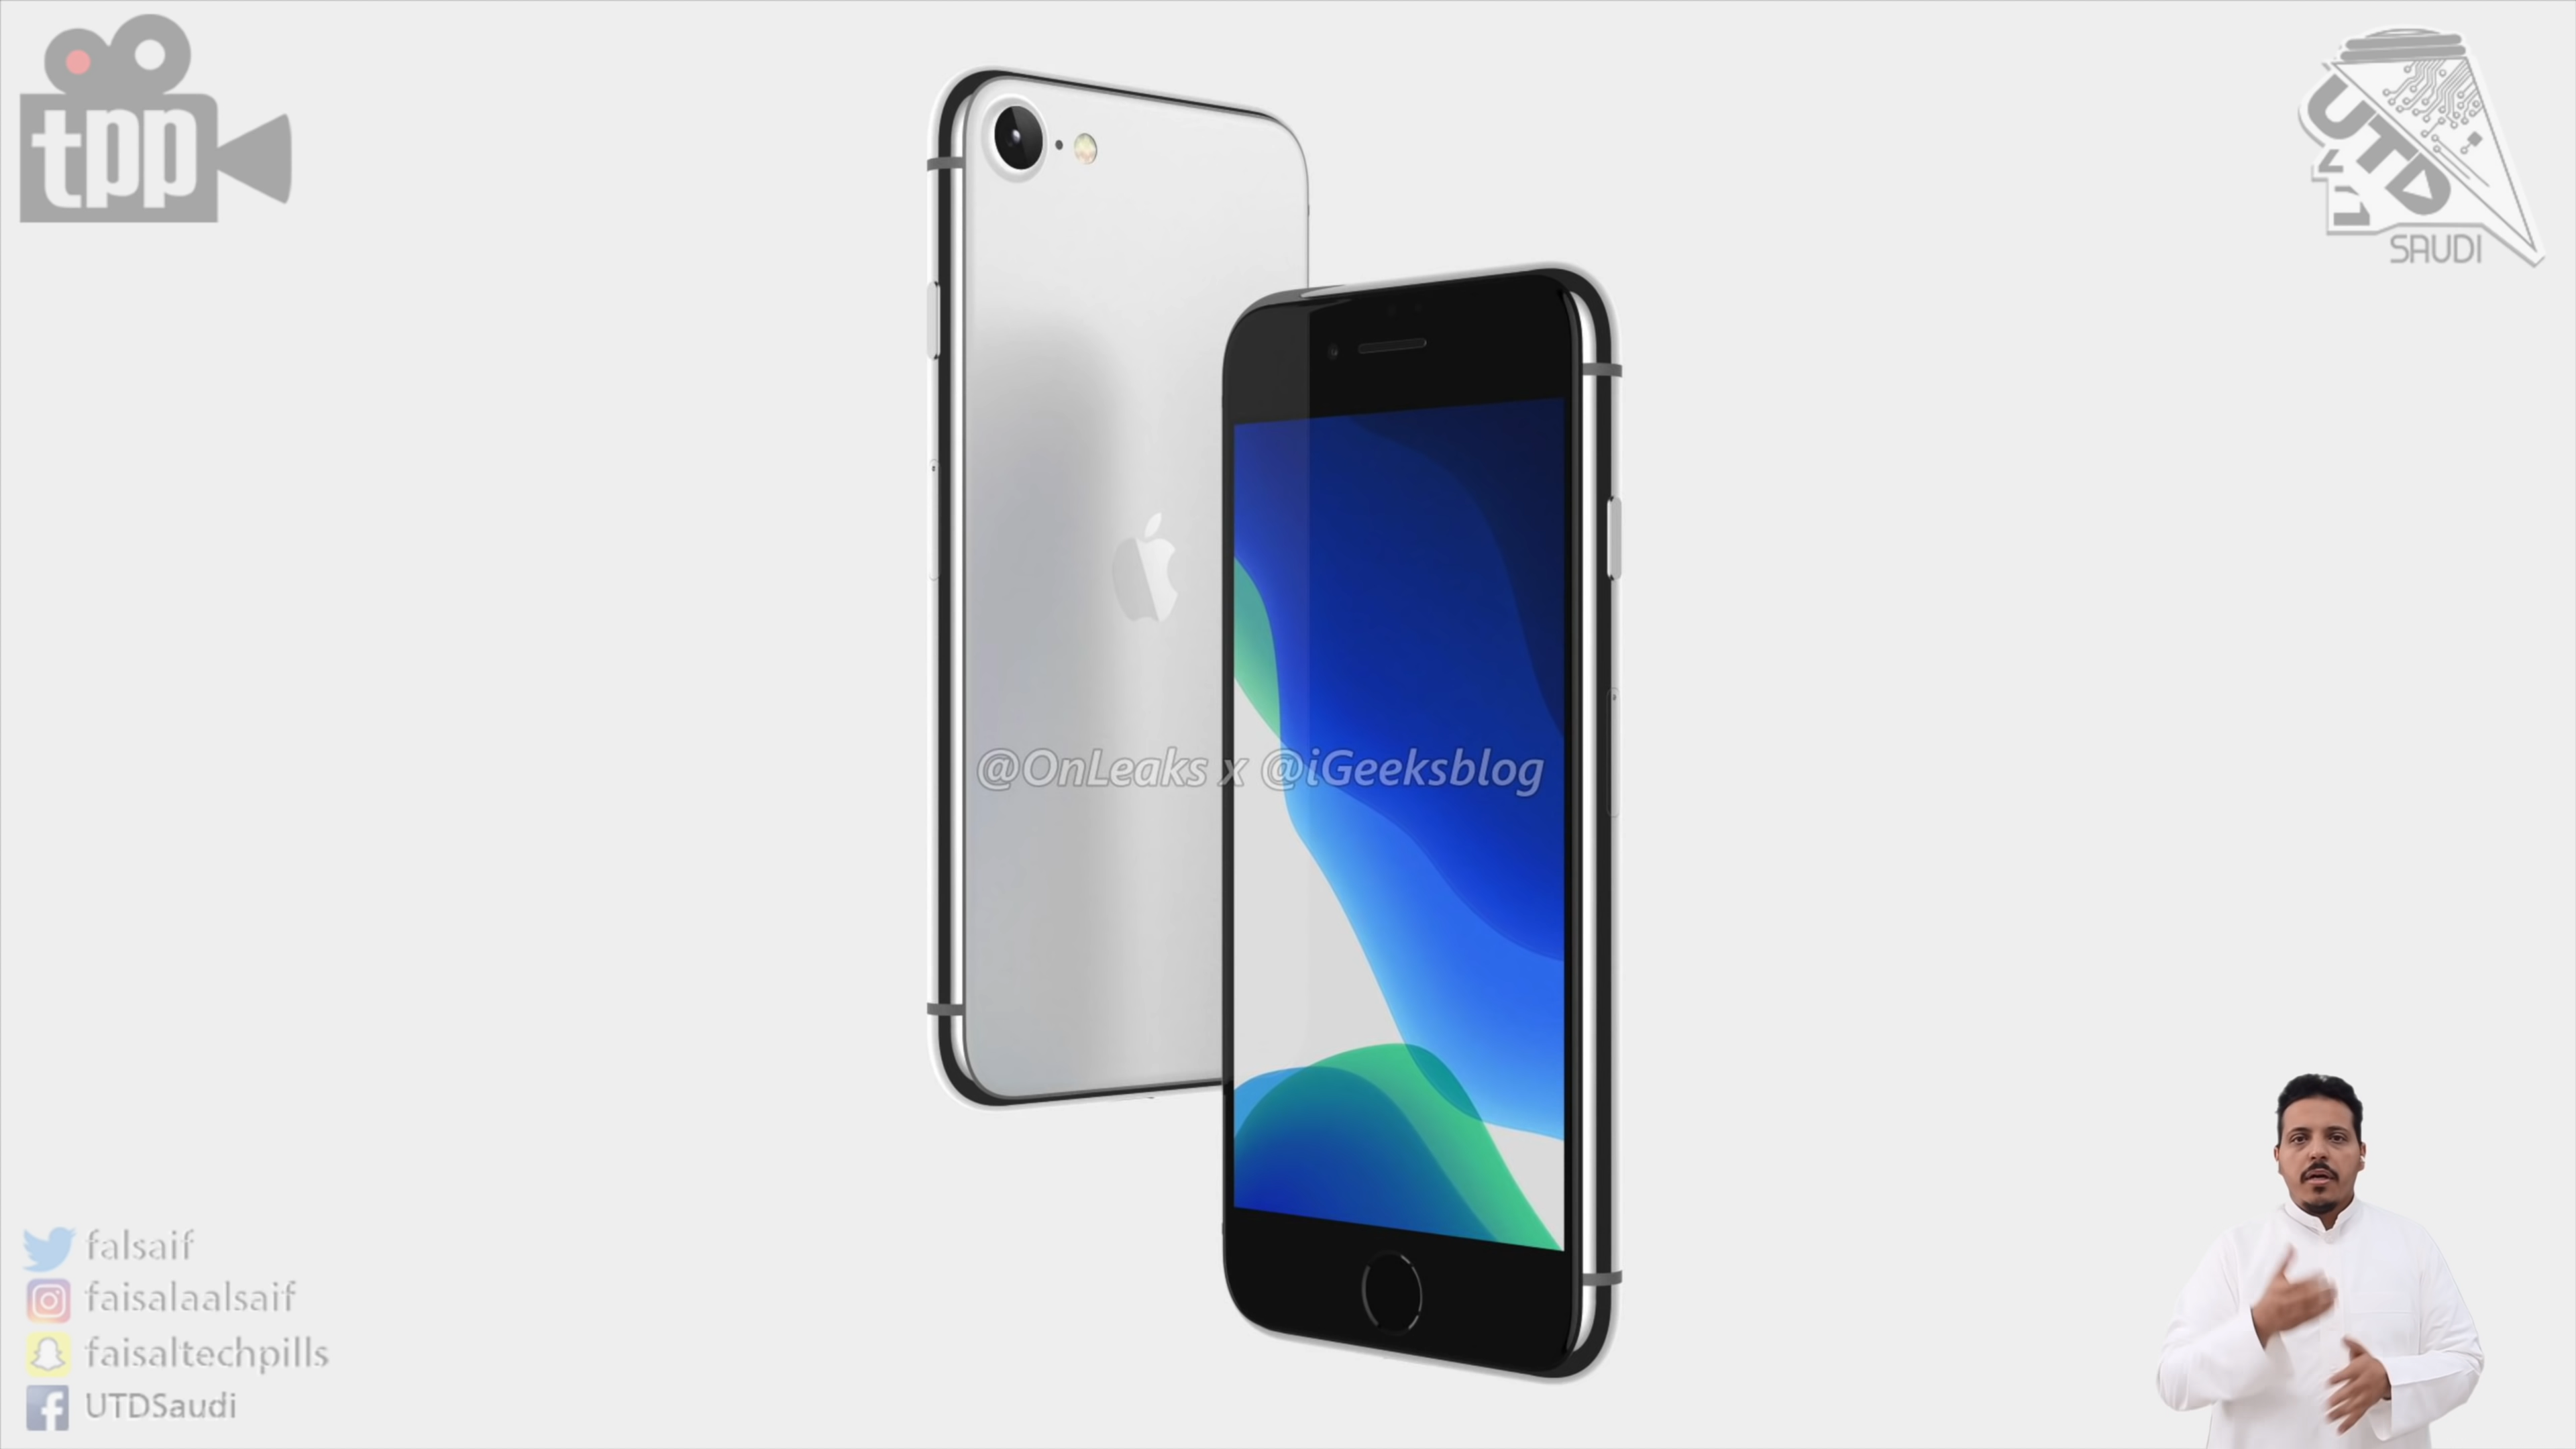 tpp
UTD
SAUDI
@OnLeaks x @iGeeksblog
falsaif
faisalaalsaif
faisaltechpills
UTDSaudi